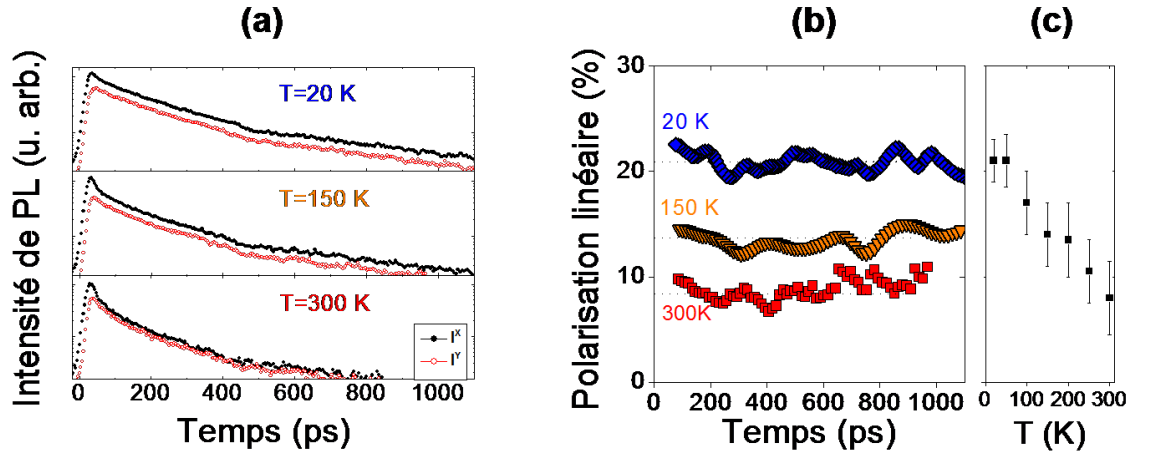 (a)
(b)
(c)
Intensité de PL (u. arb.)
T=20 K
T=150 K
T=300 K
I^X
I^Y
0 200 400 600 800 1000
Temps (ps)
Polarisation linéaire (%)
30
20
10
0
20 K
150 K
300K
0 200 400 600 800 1000
Temps (ps)
0 100 200 300
T (K)